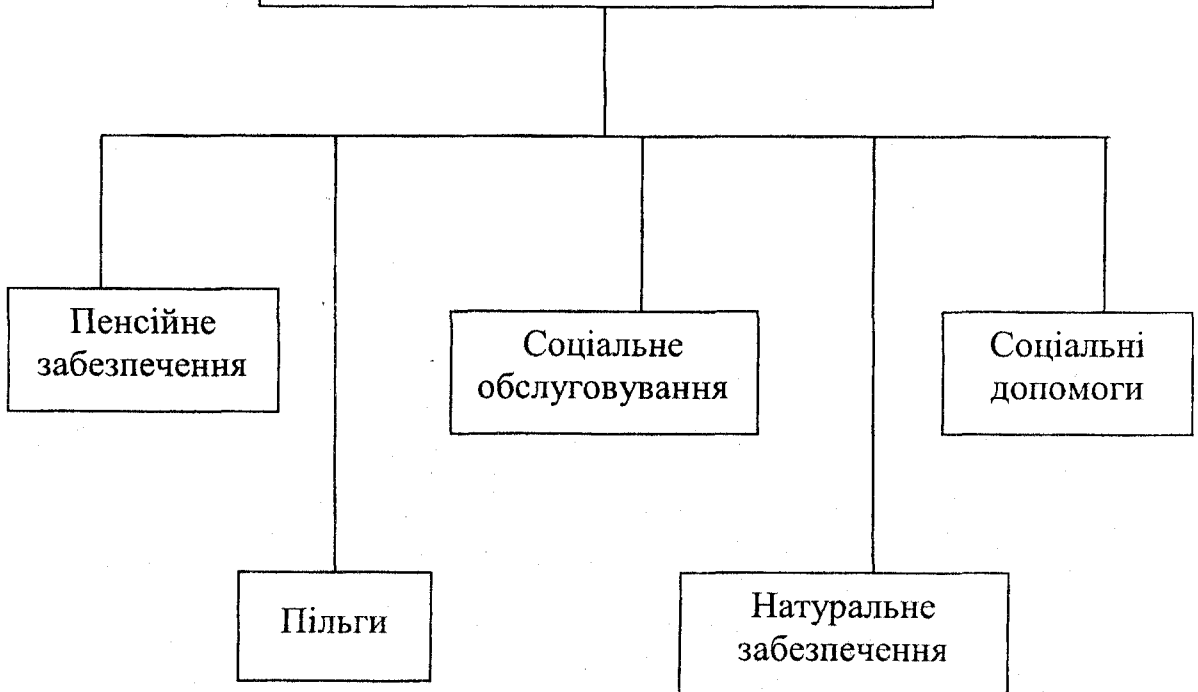 Пенсійне
забезпечення
Соціальне
обслуговування
Соціальні
допомоги
Пільги
Натуральне
забезпечення